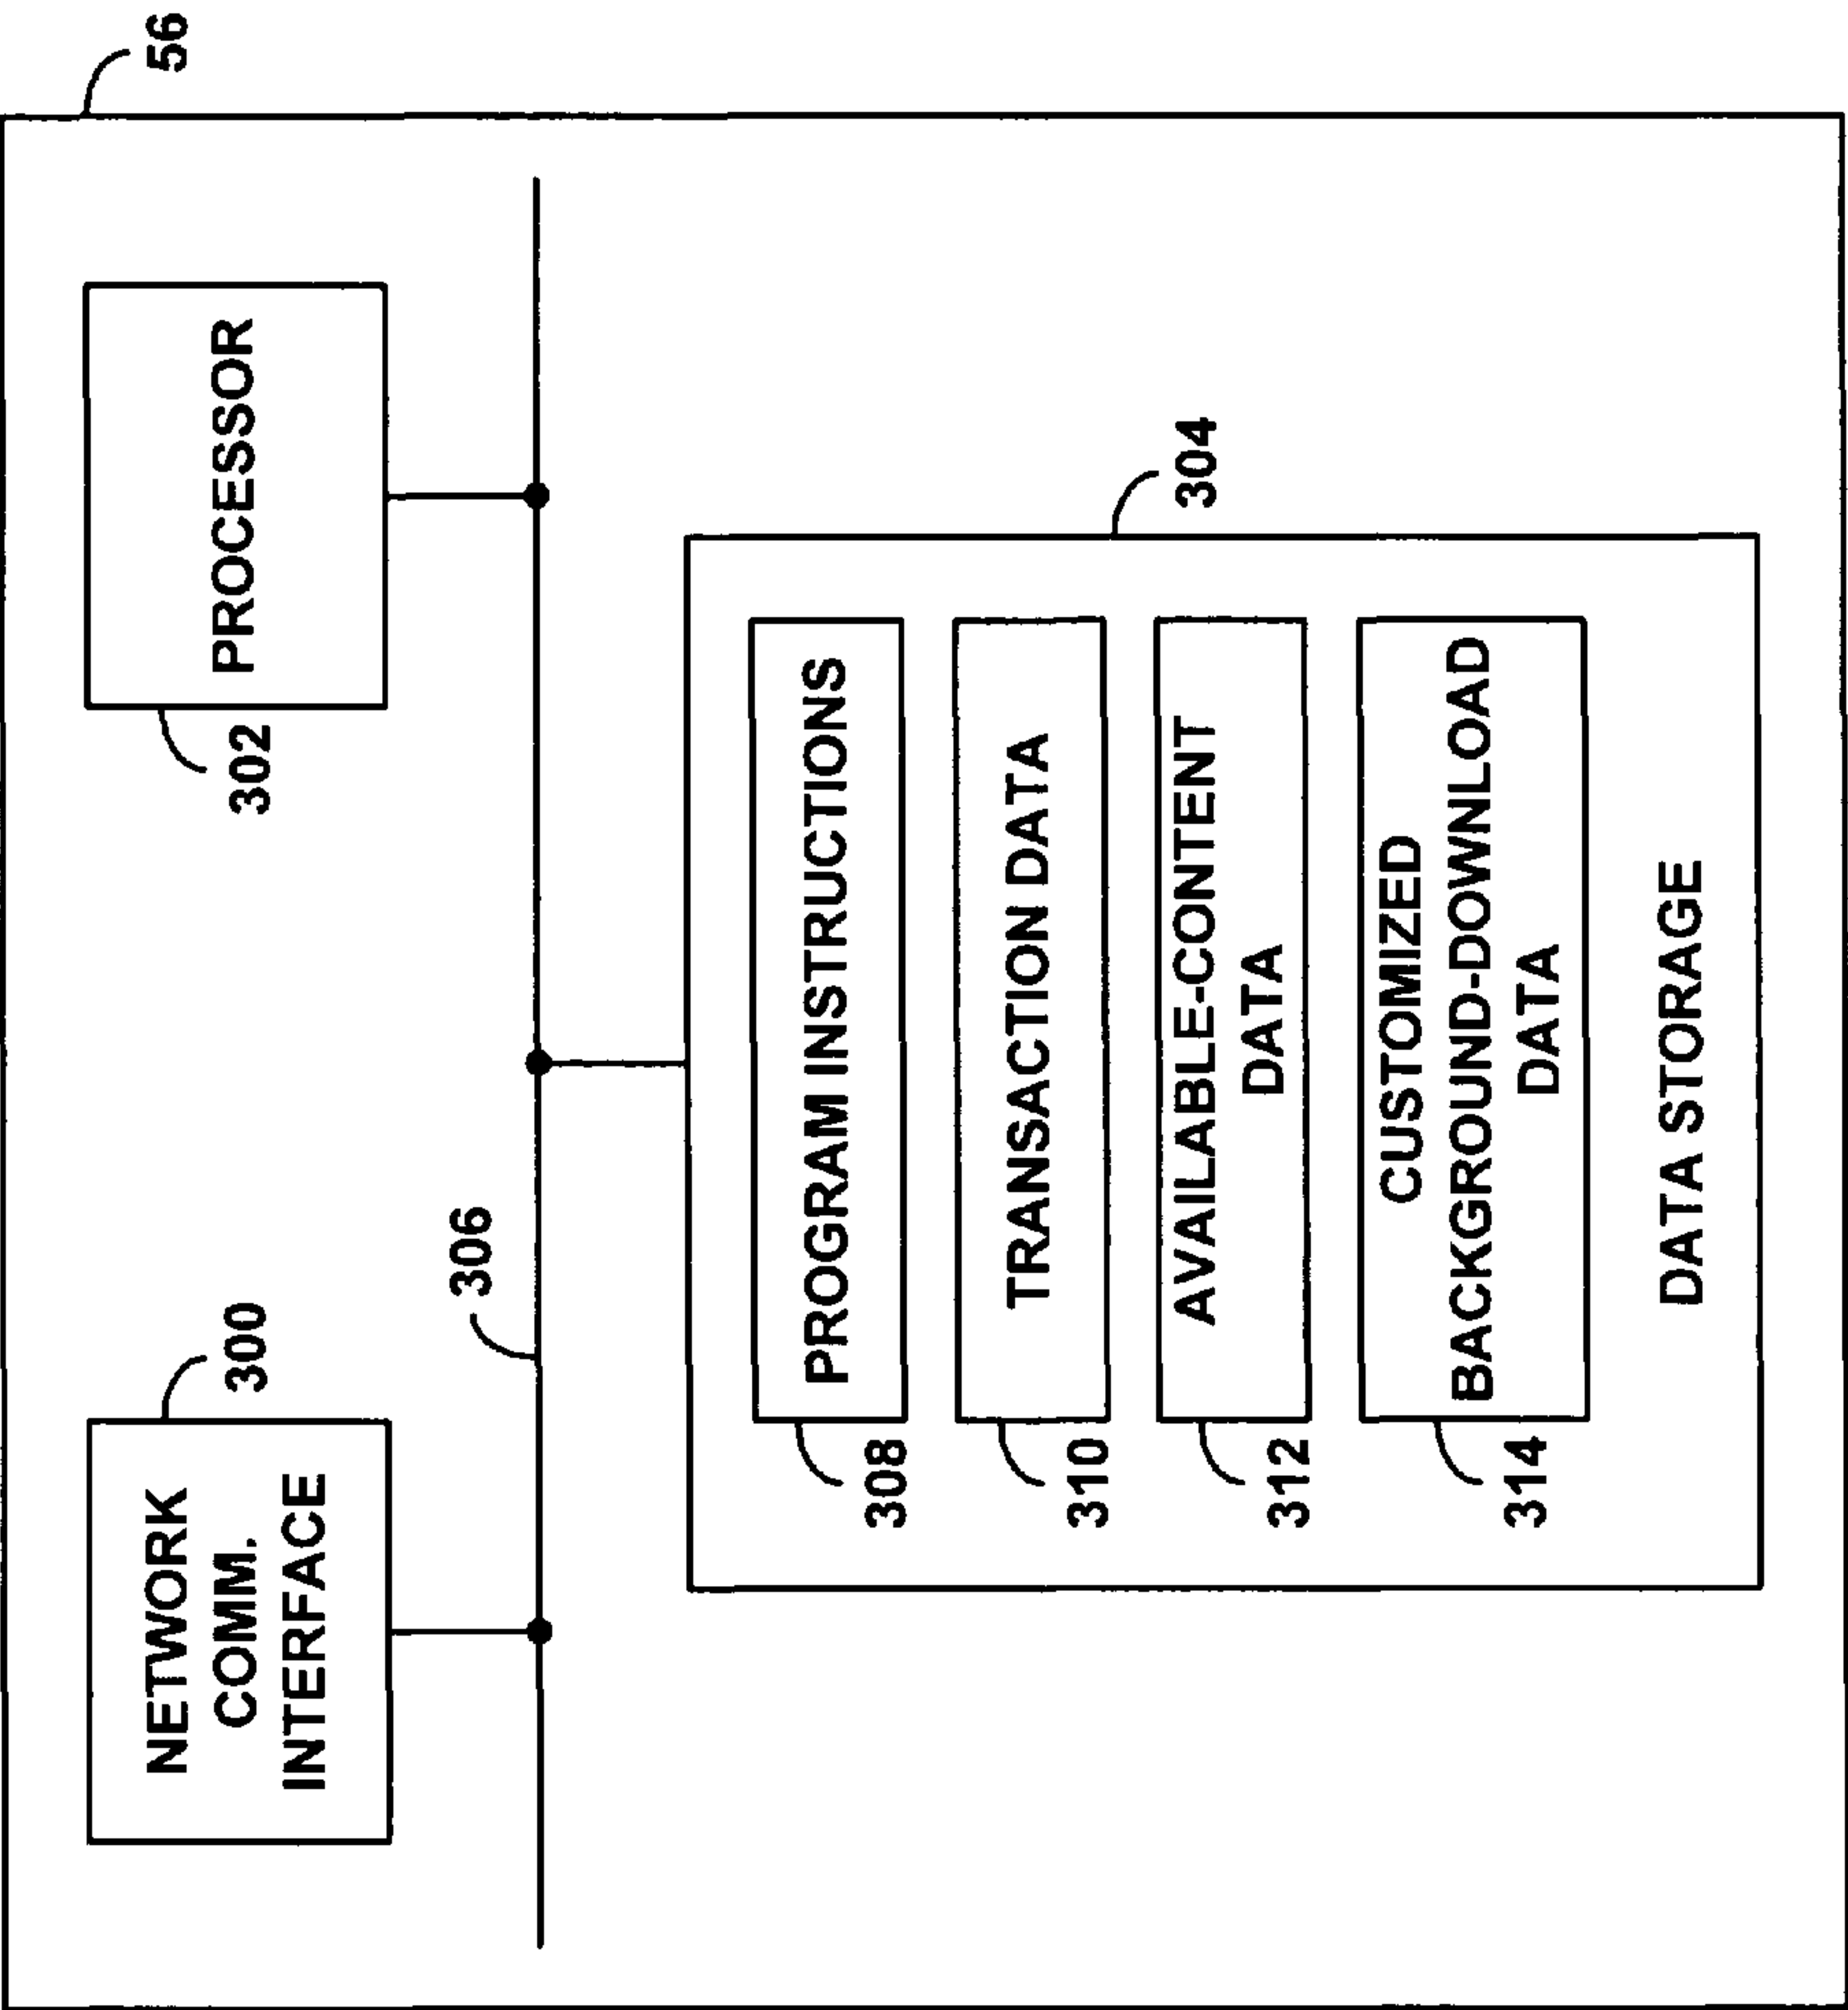 56
NETWORK
COMM.
INTERFACE
300
PROCESSOR
302
306
304
PROGRAM INSTRUCTIONS
308
TRANSACTION DATA
310
AVAILABLE-CONTENT
DATA
312
CUSTOMIZED
BACKGROUND-DOWNLOAD
DATA
314
DATA STORAGE